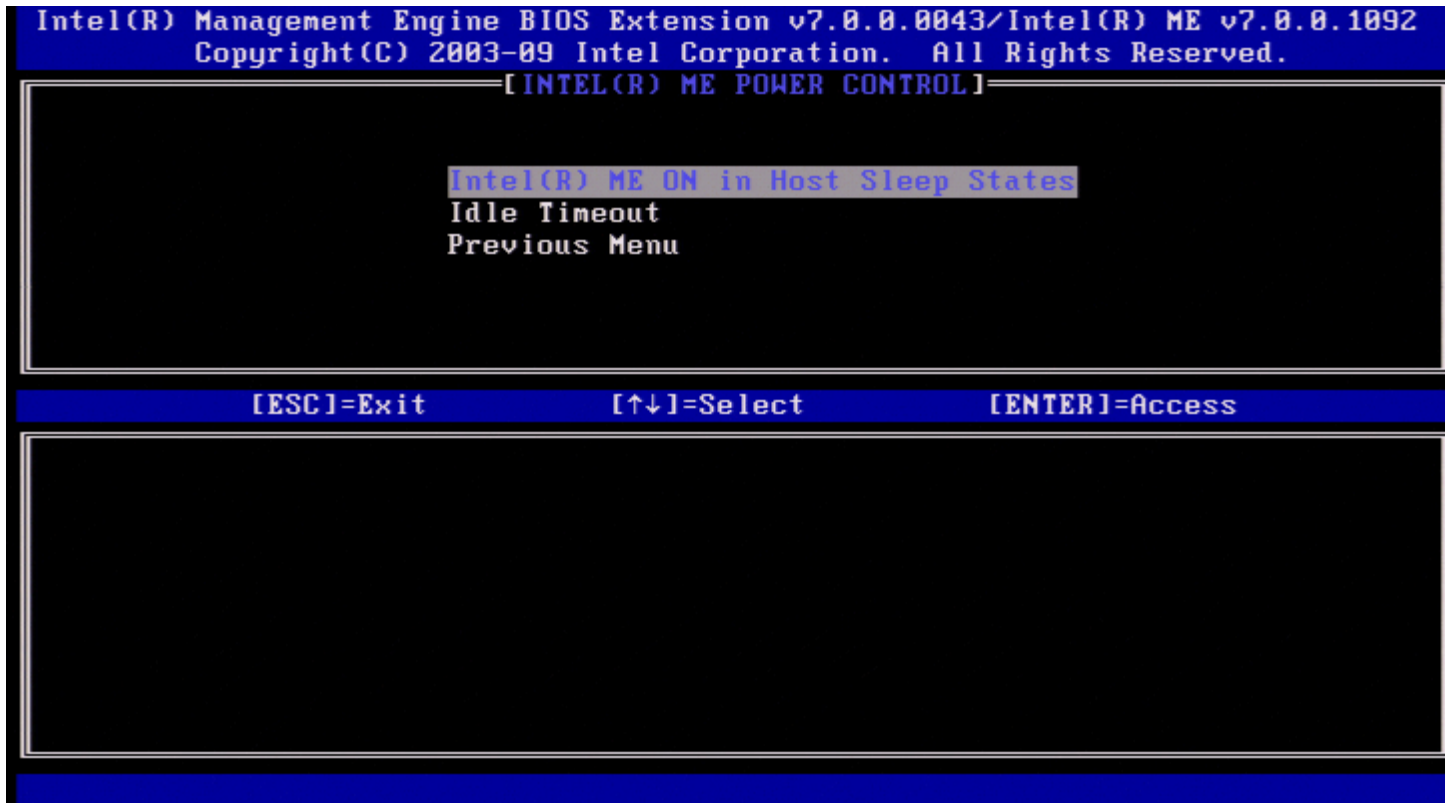 Intel(R) Management Engine BIOS Extension v7.0.0.0043/Intel(R) ME v7.0.0.1092
Copyright(C) 2003-09 Intel Corporation. All Rights Reserved.
[INTEL(R) ME POWER CONTROL]
Intel(R) ME ON in Host Sleep States
Idle Timeout
Previous Menu
[ESC]=Exit [↑↓]=Select [ENTER]=Access